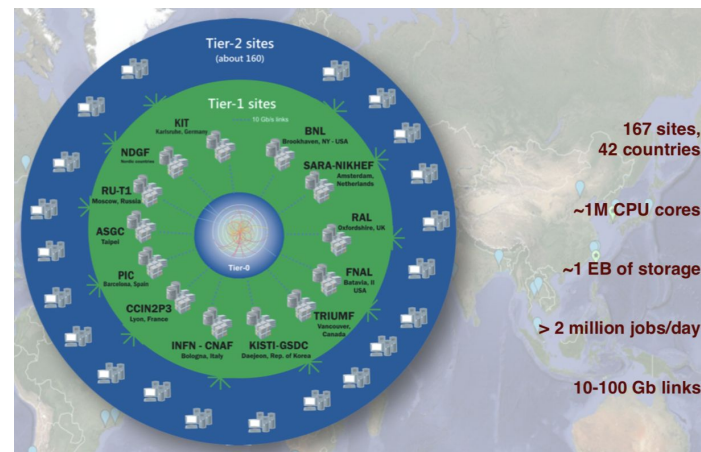 Tier-2 sites
(about 160)
Tier-1 sites
10 Gb/s links
KIT
Karlsruhe, Germany
BNL
Brookhaven, NY - USA
NDGF
Nordic countries
SARA-NIKHEF
Amsterdam,
Netherlands
RU-T1
Moscow, Russia
RAL
Oxfordshire, UK
ASGC
Taipei
Tier-0
PIC
Barcelona, Spain
FNAL
Batavia, Il
USA
CCIN2P3
Lyon, France
TRIUMF
Vancouver,
Canada
INFN - CNAF
Bologna, Italy
KISTI-GSDC
Daejeon, Rep. of Korea
167 sites,
42 countries
~1M CPU cores
~1 EB of storage
> 2 million jobs/day
10-100 Gb links